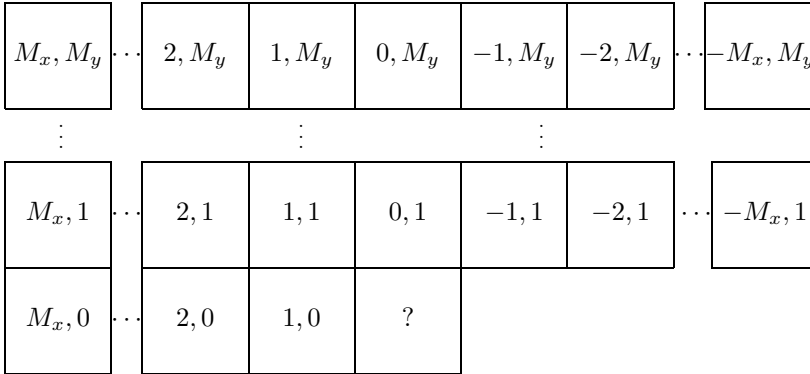 M_x, M_y ⋯ 2, M_y 1, M_y 0, M_y −1, M_y −2, M_y ⋯ −M_x, M_y
⋮ ⋮ ⋮
M_x, 1 ⋯ 2, 1 1, 1 0, 1 −1, 1 −2, 1 ⋯ −M_x, 1
M_x, 0 ⋯ 2, 0 1, 0 ?